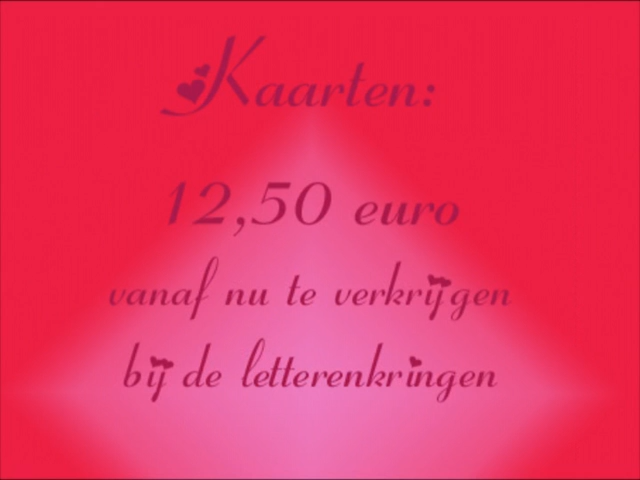 Kaarten:
12,50 euro
vanaf nu te verkrijgen
bij de letterenkringen